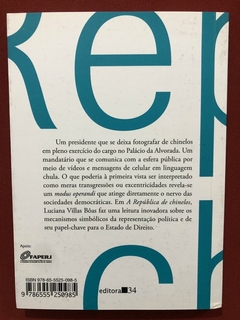 Rep
Um presidente que se deixa fotografar de chinelos
em pleno exercício do cargo no Palácio da Alvorada. Um
mandatário que se comunica com a esfera pública por
meio de vídeos e mensagens de celular em linguagem
chula. O que poderia à primeira vista ser interpretado
como meras transgressões ou excentricidades revela-se
um modus operandi que atinge diretamente o nervo das
sociedades democráticas. Em A República de chinelos,
Luciana Villas Bôas faz uma leitura inovadora sobre os
mecanismos simbólicos da representação política e de
seu papel-chave para o Estado de Direito.
Apoio:
FAPERJ
ISBN 978-65-5525-098-5
9 786555 250985
editora 34
ch